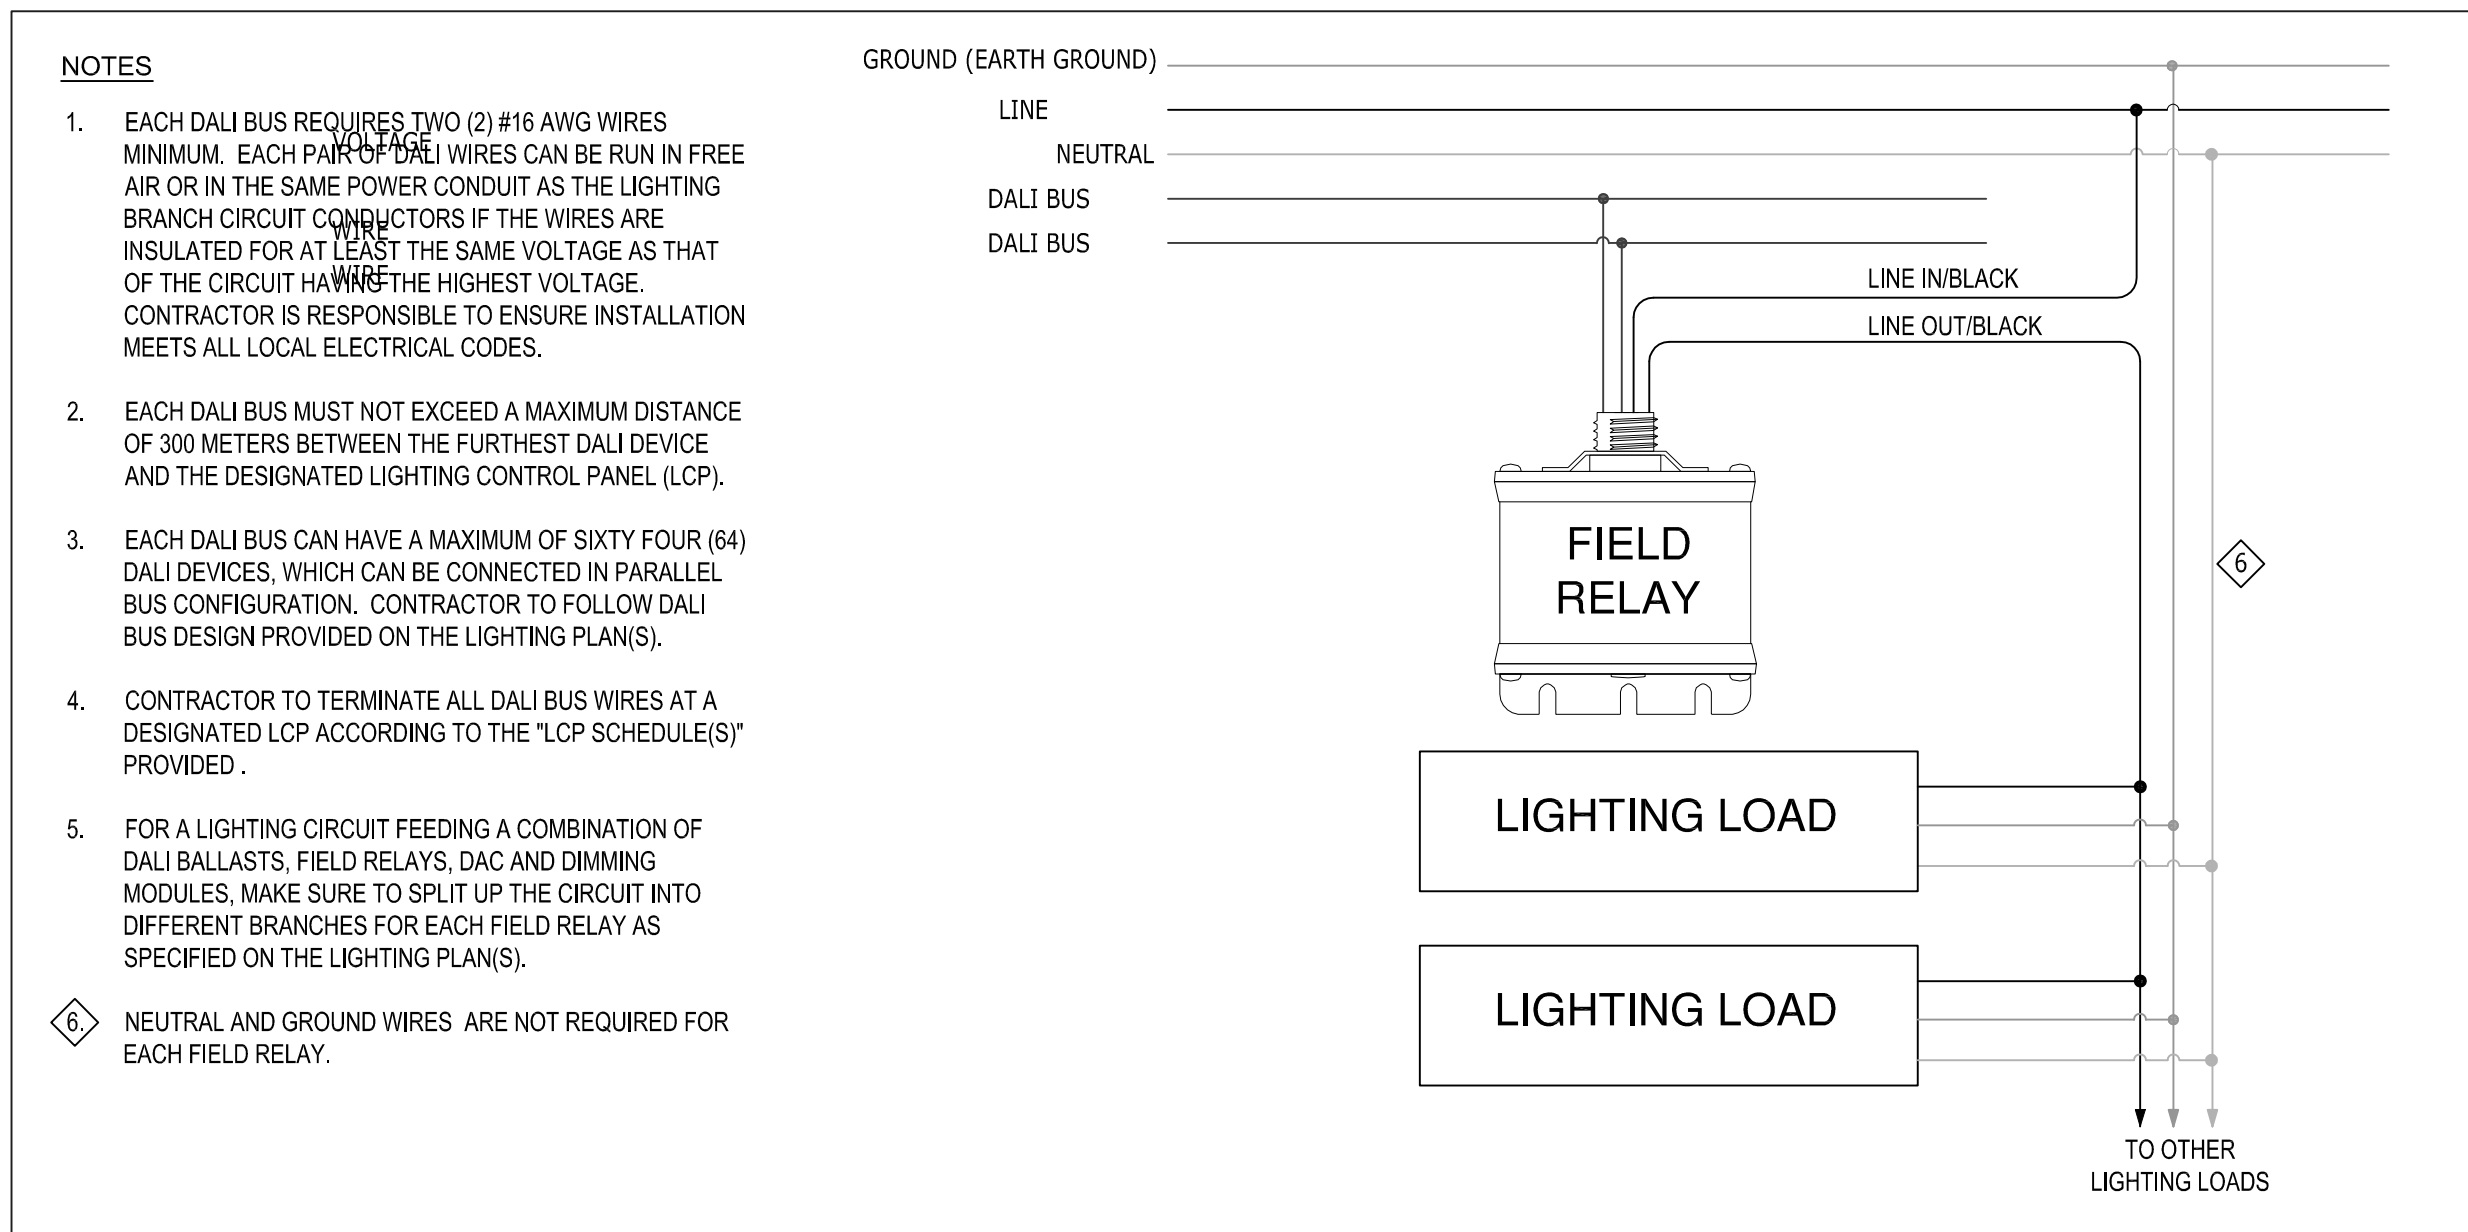 NOTES
1. EACH DALI BUS REQUIRES TWO (2) #16 AWG WIRES
MINIMUM. EACH PAIR OF DALI WIRES CAN BE RUN IN FREE
AIR OR IN THE SAME POWER CONDUIT AS THE LIGHTING
BRANCH CIRCUIT CONDUCTORS IF THE WIRES ARE
INSULATED FOR AT LEAST THE SAME VOLTAGE AS THAT
OF THE CIRCUIT HAVING THE HIGHEST VOLTAGE.
CONTRACTOR IS RESPONSIBLE TO ENSURE INSTALLATION
MEETS ALL LOCAL ELECTRICAL CODES.
VOLTAGE
WIRE
WIRE
2. EACH DALI BUS MUST NOT EXCEED A MAXIMUM DISTANCE
OF 300 METERS BETWEEN THE FURTHEST DALI DEVICE
AND THE DESIGNATED LIGHTING CONTROL PANEL (LCP).
3. EACH DALI BUS CAN HAVE A MAXIMUM OF SIXTY FOUR (64)
DALI DEVICES, WHICH CAN BE CONNECTED IN PARALLEL
BUS CONFIGURATION. CONTRACTOR TO FOLLOW DALI
BUS DESIGN PROVIDED ON THE LIGHTING PLAN(S).
4. CONTRACTOR TO TERMINATE ALL DALI BUS WIRES AT A
DESIGNATED LCP ACCORDING TO THE "LCP SCHEDULE(S)"
PROVIDED .
5. FOR A LIGHTING CIRCUIT FEEDING A COMBINATION OF
DALI BALLASTS, FIELD RELAYS, DAC AND DIMMING
MODULES, MAKE SURE TO SPLIT UP THE CIRCUIT INTO
DIFFERENT BRANCHES FOR EACH FIELD RELAY AS
SPECIFIED ON THE LIGHTING PLAN(S).
6. NEUTRAL AND GROUND WIRES ARE NOT REQUIRED FOR
EACH FIELD RELAY.
GROUND (EARTH GROUND)
LINE
NEUTRAL
DALI BUS
DALI BUS
LINE IN/BLACK
LINE OUT/BLACK
FIELD
RELAY
6
LIGHTING LOAD
LIGHTING LOAD
TO OTHER
LIGHTING LOADS